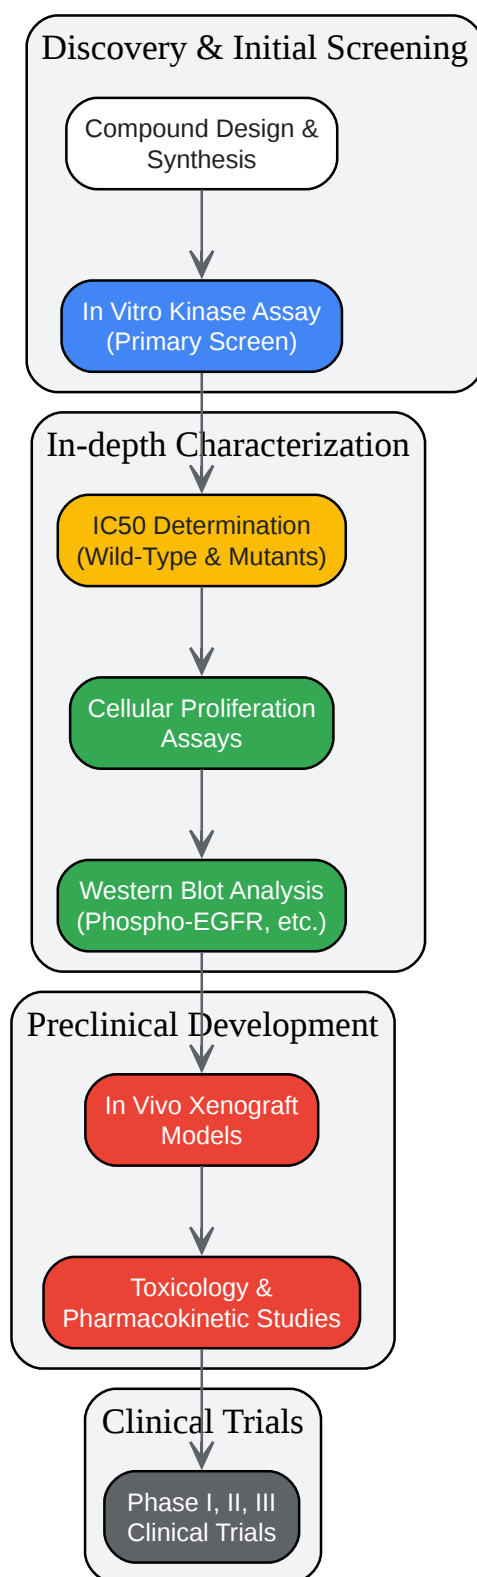 Discovery & Initial Screening
Compound Design &
Synthesis
In Vitro Kinase Assay
(Primary Screen)
In-depth Characterization
IC50 Determination
(Wild-Type & Mutants)
Cellular Proliferation
Assays
Western Blot Analysis
(Phospho-EGFR, etc.)
Preclinical Development
In Vivo Xenograft
Models
Toxicology &
Pharmacokinetic Studies
Clinical Trials
Phase I, II, III
Clinical Trials